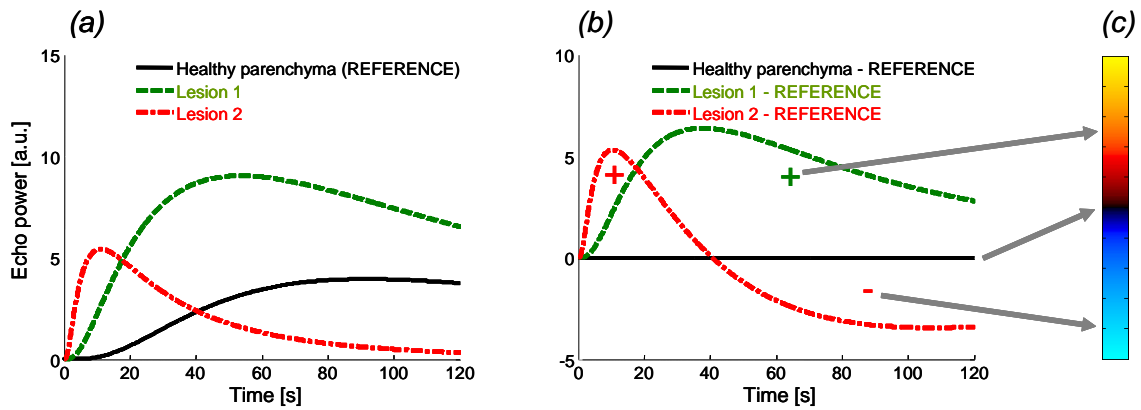 (a)
15
10
5
0
Echo power [a.u.]
Healthy parenchyma (REFERENCE)
Lesion 1
Lesion 2
0 20 40 60 80 100 120
Time [s]
(b)
10
5
0
-5
Healthy parenchyma - REFERENCE
Lesion 1 - REFERENCE
Lesion 2 - REFERENCE
+
+
-
0 20 40 60 80 100 120
Time [s]
(c)